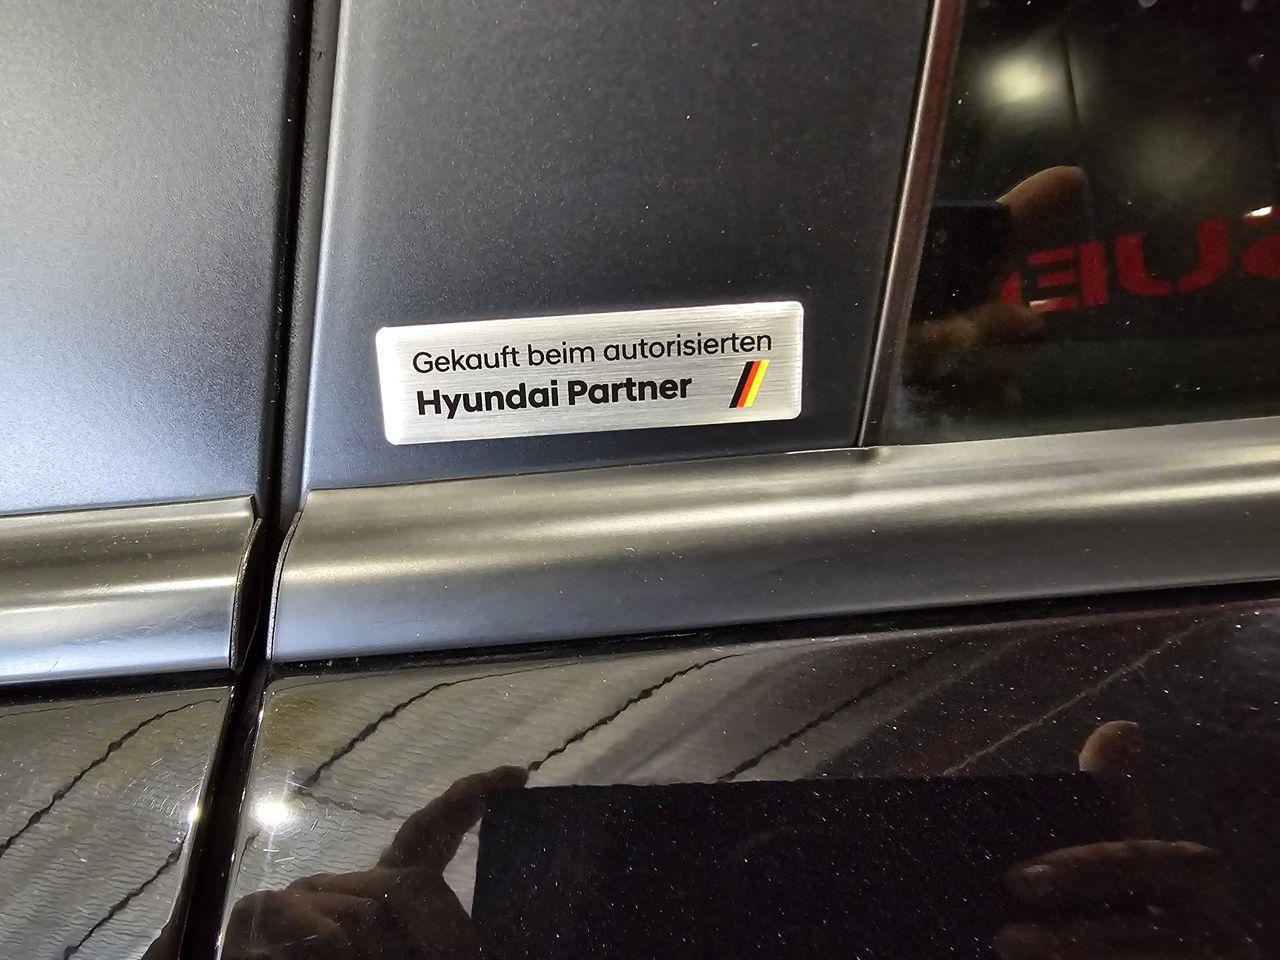 Gekauft beim autorisierten
Hyundai Partner